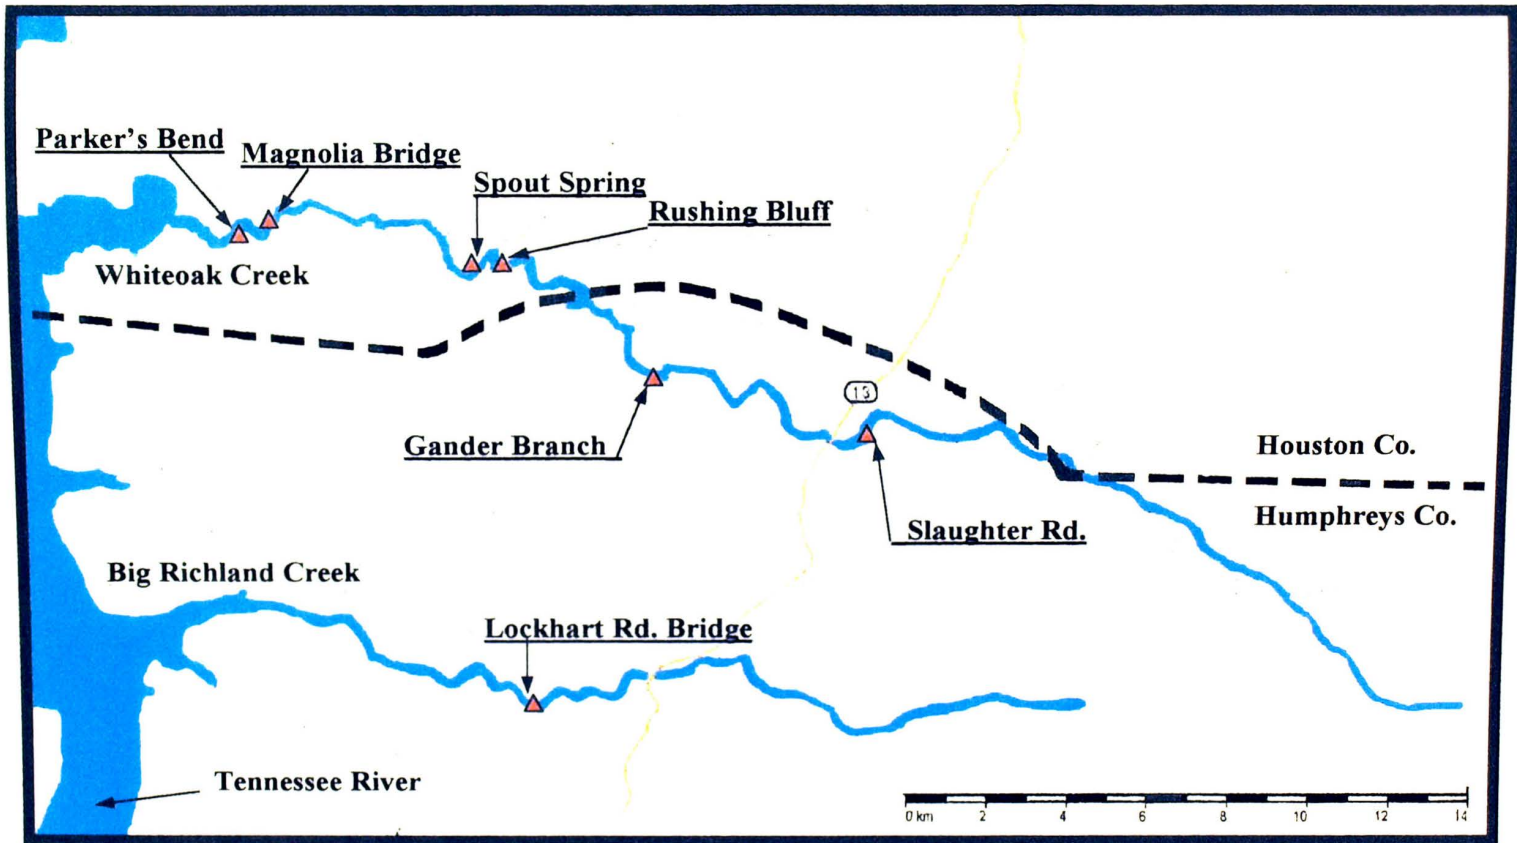 Parker's Bend
Magnolia Bridge
Spout Spring
Rushing Bluff
Whiteoak Creek
13
Gander Branch
Houston Co.
Humphreys Co.
Slaughter Rd.
Big Richland Creek
Lockhart Rd. Bridge
Tennessee River
0 km 2 4 6 8 10 12 14